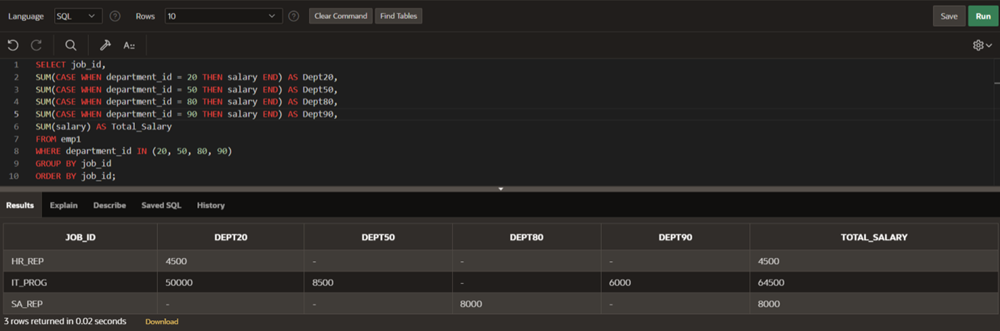 Language SQL Rows 10 Clear Command Find Tables Save Run
A
1 SELECT job_id,
2 SUM(CASE WHEN department_id = 20 THEN salary END) AS Dept20,
3 SUM(CASE WHEN department_id = 50 THEN salary END) AS Dept50,
4 SUM(CASE WHEN department_id = 80 THEN salary END) AS Dept80,
5 SUM(CASE WHEN department_id = 90 THEN salary END) AS Dept90,
6 SUM(salary) AS Total_Salary
7 FROM emp1
8 WHERE department_id IN (20, 50, 80, 90)
9 GROUP BY job_id
10 ORDER BY job_id;
Results Explain Describe Saved SQL History
JOB_ID DEPT20 DEPT50 DEPT80 DEPT90 TOTAL_SALARY
HR_REP 4500 - - - 4500
IT_PROG 50000 8500 - 6000 64500
SA_REP - - 8000 - 8000
3 rows returned in 0.02 seconds Download